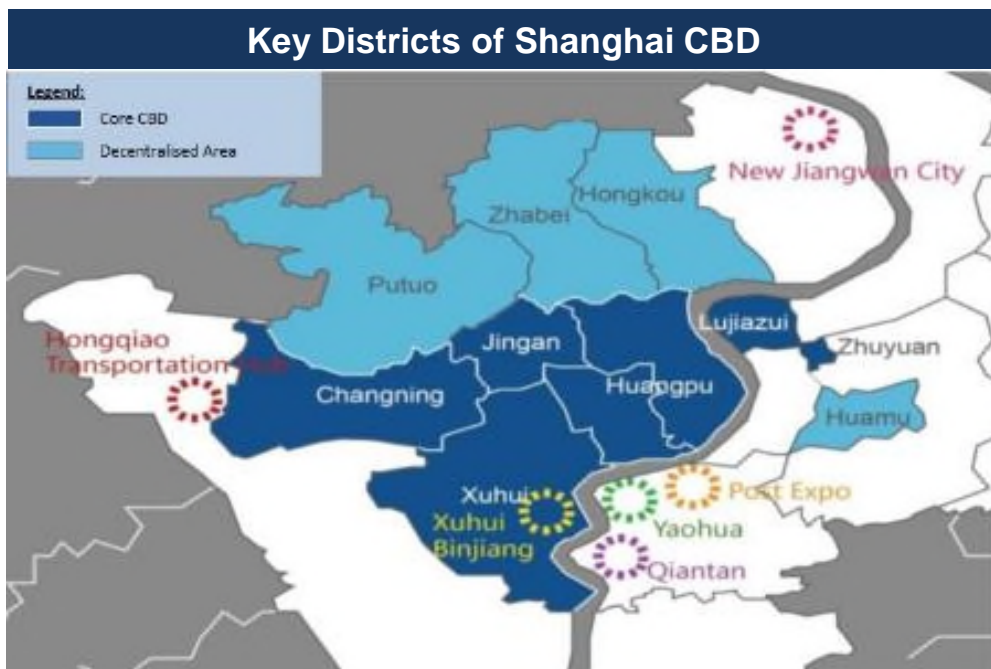 Key Districts of Shanghai CBD
Legend:
Core CBD
Decentralised Area
New Jiangwan City
Hongkou
Zhabei
Putuo
Lujiazui
Hongqiao
Transportation Hub
Jingan
Zhuyuan
Changning
Huangpu
Huamu
Xuhui
Xuhui
Binjiang
Post Expo
Yaohua
Qiantan